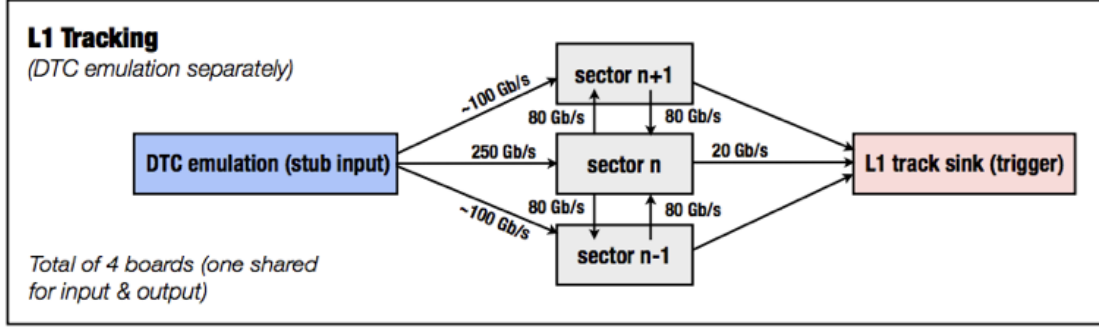 L1 Tracking
(DTC emulation separately)
sector n+1
~100 Gb/s
80 Gb/s
80 Gb/s
DTC emulation (stub input)
250 Gb/s
sector n
20 Gb/s
L1 track sink (trigger)
~100 Gb/s
80 Gb/s
80 Gb/s
sector n-1
Total of 4 boards (one shared
for input & output)